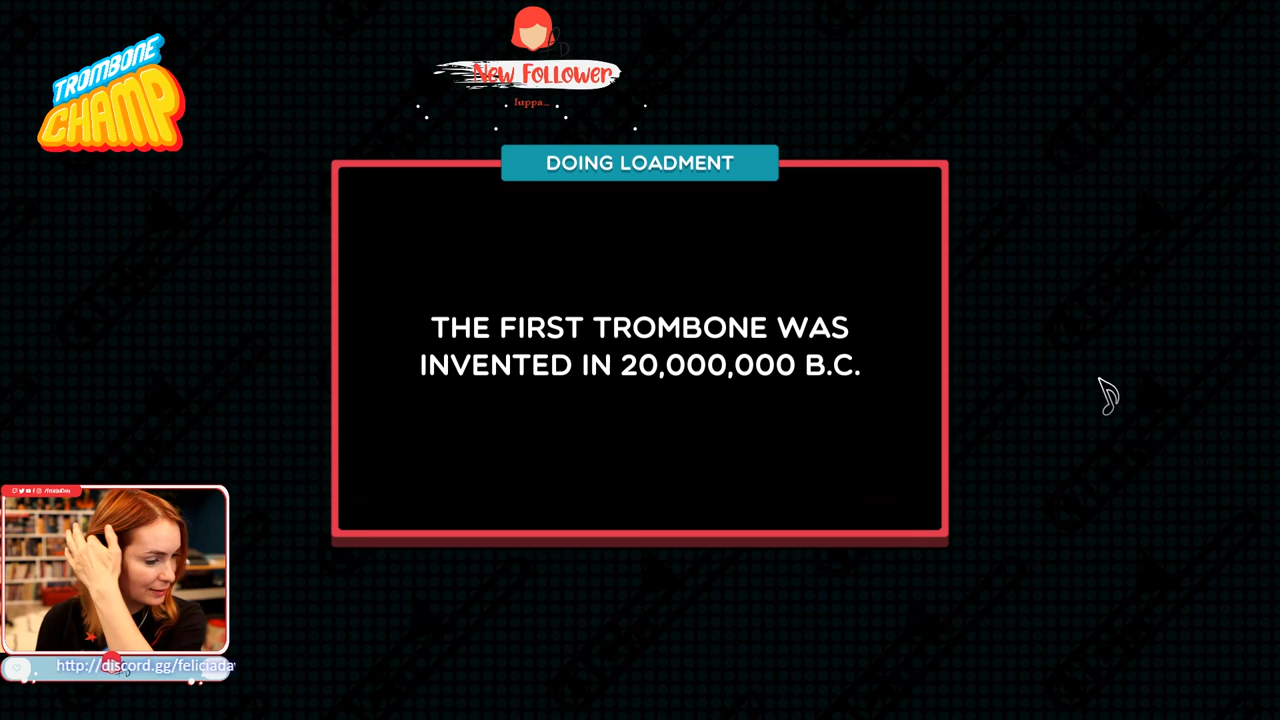 TROMBONE
CHAMP
New Follower
DOING LOADMENT
THE FIRST TROMBONE WAS
INVENTED IN 20,000,000 B.C.
http://discord.gg/feliciada